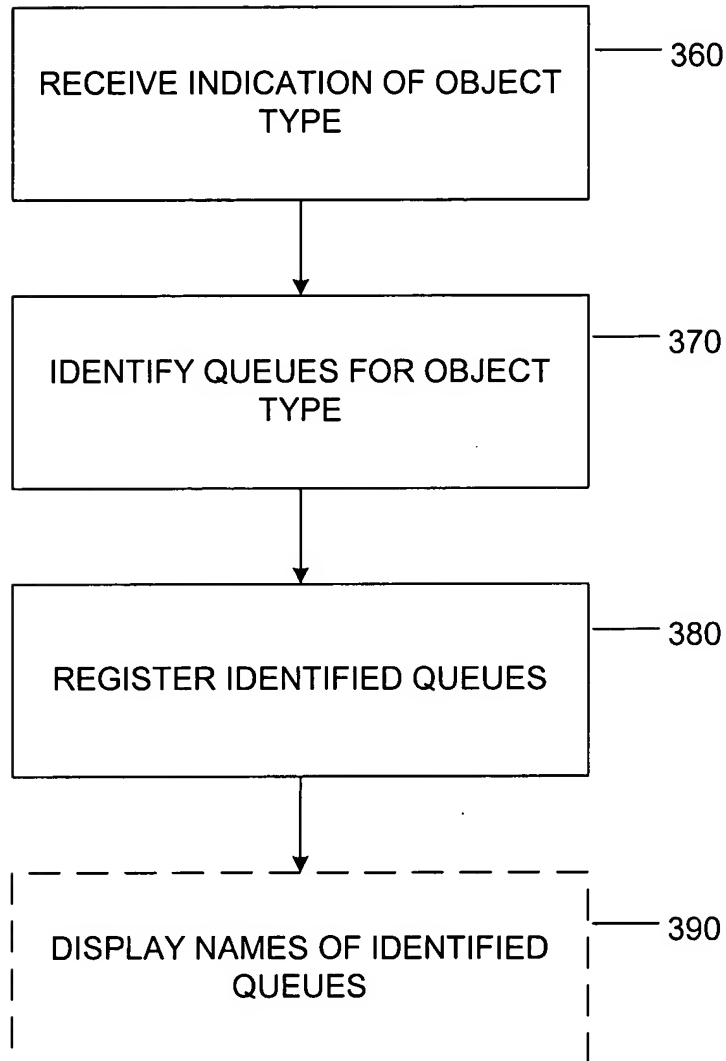 RECEIVE INDICATION OF OBJECT
TYPE
360
IDENTIFY QUEUES FOR OBJECT
TYPE
370
REGISTER IDENTIFIED QUEUES
380
DISPLAY NAMES OF IDENTIFIED
QUEUES
390